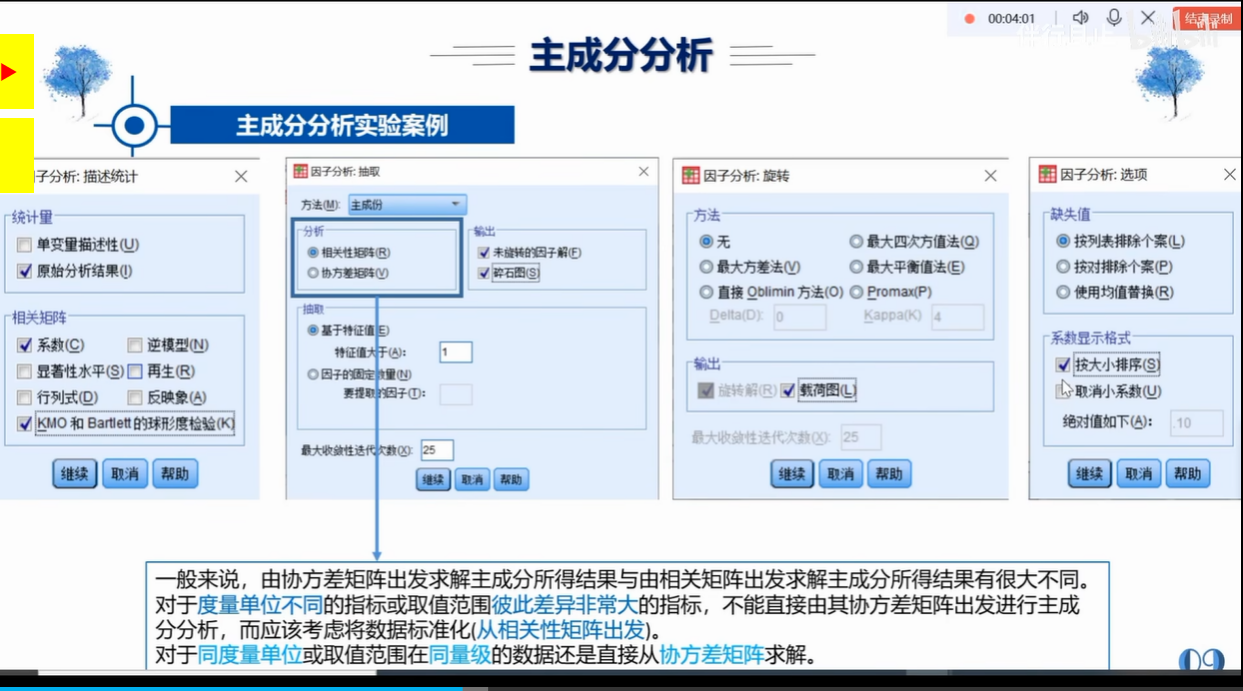 00:04:01
结束录制
主成分分析
主成分分析实验案例
子分析: 描述统计
统计量
单变量描述性(U)
原始分析结果(I)
相关矩阵
系数(C) 逆模型(N)
显著性水平(S) 再生(R)
行列式(D) 反映象(A)
KMO 和 Bartlett 的球形度检验(K)
继续 取消 帮助
因子分析: 抽取
方法(M): 主成份
分析
相关性矩阵(R)
协方差矩阵(V)
输出
未旋转的因子解(F)
碎石图(S)
抽取
基于特征值(E)
特征值大于(A): 1
因子的固定数量(N)
要提取的因子(T):
最大收敛性迭代次数(X): 25
继续 取消 帮助
因子分析: 旋转
方法
无 最大四次方值法(Q)
最大方差法(V) 最大平衡值法(E)
直接 Oblimin 方法(O) Promax(P)
Delta(D): 0 Kappa(K) 4
输出
旋转解(R) 载荷图(L)
最大收敛性迭代次数(X): 25
继续 取消 帮助
因子分析: 选项
缺失值
按列表排除个案(L)
按对排除个案(P)
使用均值替换(R)
系数显示格式
按大小排序(S)
取消小系数(U)
绝对值如下(A): .10
继续 取消 帮助
一般来说，由协方差矩阵出发求解主成分所得结果与由相关矩阵出发求解主成分所得结果有很大不同。
对于度量单位不同的指标或取值范围彼此差异非常大的指标，不能直接由其协方差矩阵出发进行主成
分分析，而应该考虑将数据标准化(从相关性矩阵出发)。
对于同度量单位或取值范围在同量级的数据还是直接从协方差矩阵求解。
09